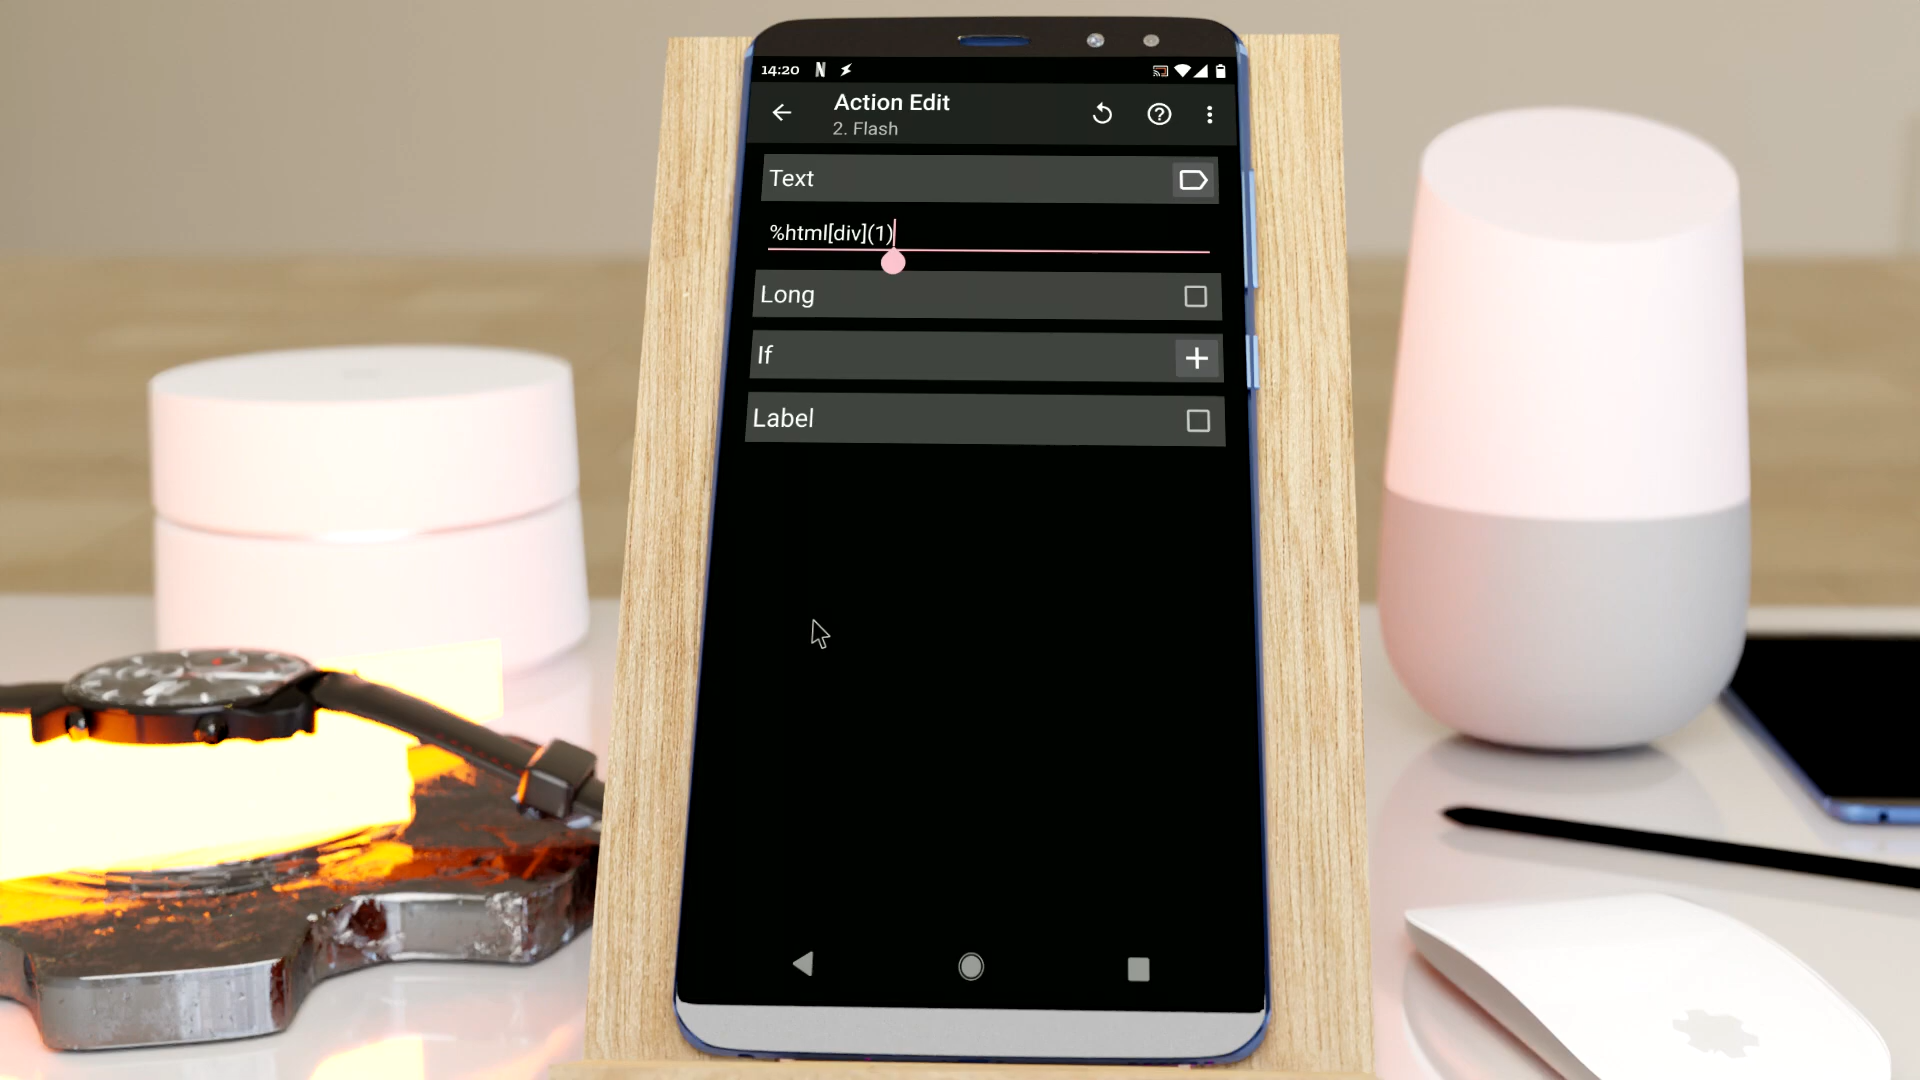 14:20
Action Edit
2. Flash
Text
%html[div](1)
Long
If
Label